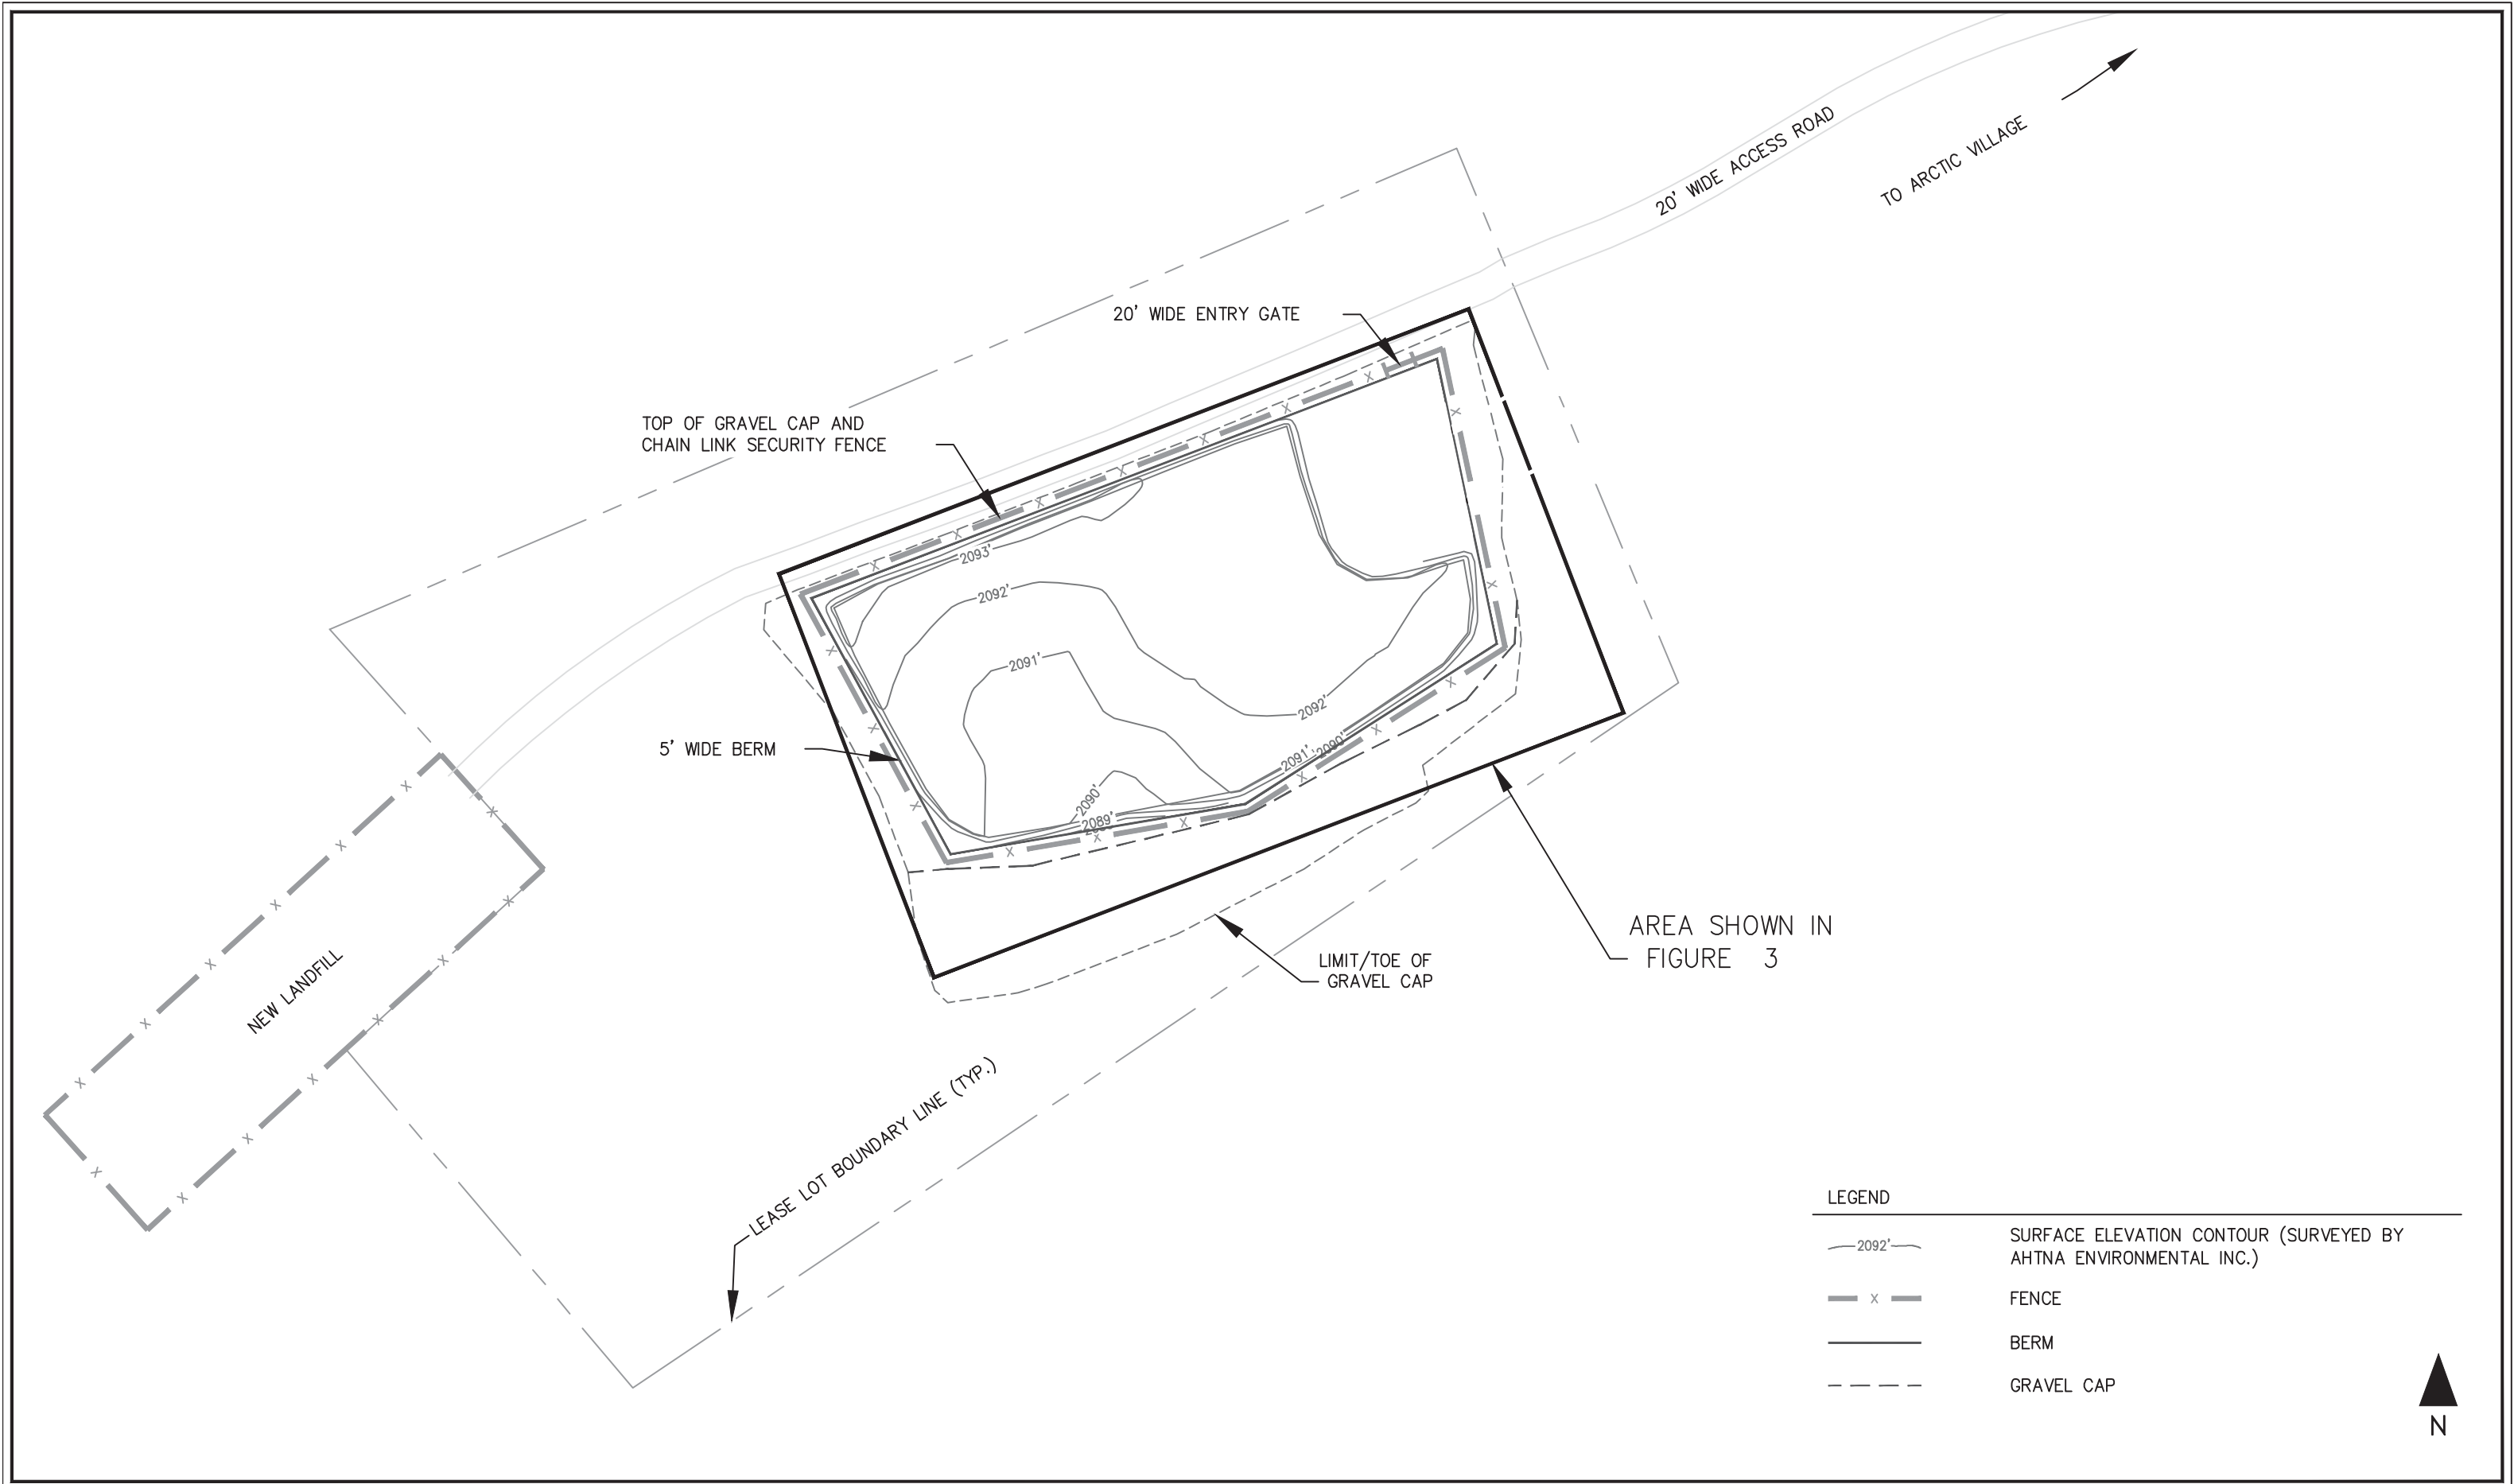 20' WIDE ACCESS ROAD
TO ARCTIC VILLAGE
20' WIDE ENTRY GATE
TOP OF GRAVEL CAP AND
CHAIN LINK SECURITY FENCE
2093'
2092'
2091'
2092'
5' WIDE BERM
2091'
2090'
2090'
2089'
AREA SHOWN IN
FIGURE 3
LIMIT/TOE OF
GRAVEL CAP
NEW LANDFILL
LEASE LOT BOUNDARY LINE (TYP.)
LEGEND
2092'
SURFACE ELEVATION CONTOUR (SURVEYED BY
AHTNA ENVIRONMENTAL INC.)
X
FENCE
BERM
GRAVEL CAP
N